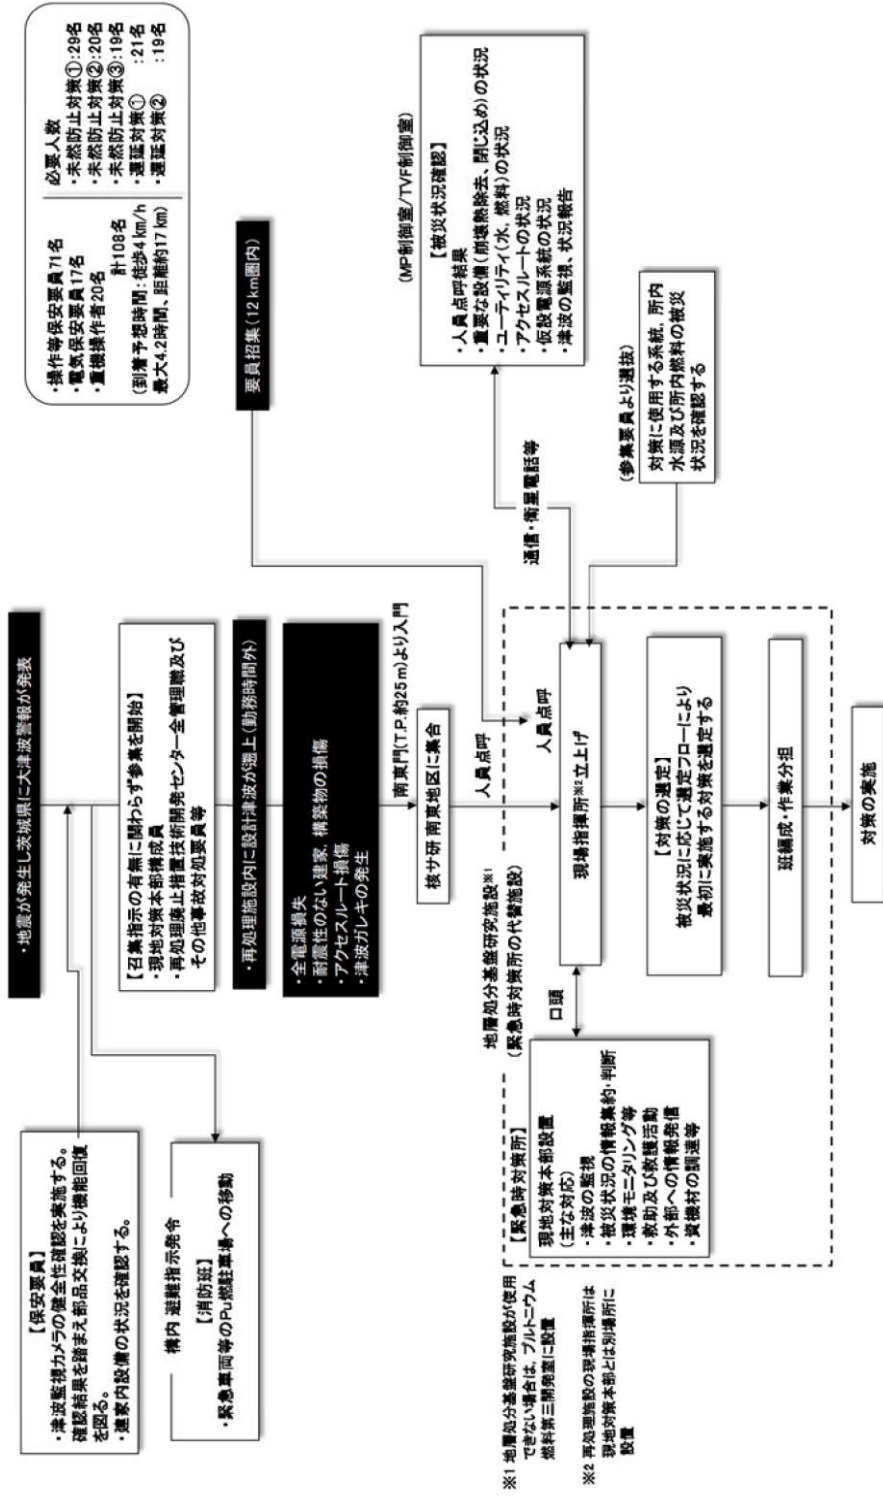 ・地震が発生し茨城県に大津波警報が発表
【保安要員】
・津波監視カメラの健全性確認を実施する。
確認結果を踏まえ部品交換により機能回復
を図る。
・建家内設備の状況を確認する。
構内 避難指示発令
【消防班】
・緊急車両等のPu燃駐車場への移動
【召集指示の有無に関わらず参集を開始】
・現地対策本部構成員
・再処理廃止措置技術開発センター全管理職及び
その他事故対処要員等
・再処理施設内に設計津波が遡上(勤務時間外)
・全電源損失
・耐震性のない建家、構築物の損傷
・アクセスルート損傷
・津波ガレキの発生
・操作等保安要員71名
・電気保安要員17名
・重機操作者20名
計108名
(到着予想時間:徒歩4km/h
最大4.2時間、距離約17km)
必要人数
・未然防止対策①:29名
・未然防止対策②:20名
・未然防止対策③:19名
・遅延対策① :21名
・遅延対策② :19名
要員招集(12km圏内)
南東門(T.P.約25m)より入門
核サ研 南東地区に集合
人員点呼
人員点呼
地層処分基盤研究施設※1
(緊急時対策所の代替施設)
【緊急時対策所】
現地対策本部設置
(主な対応)
・津波の監視
・被災状況の情報集約・判断
・環境モニタリング等
・救助及び救護活動
・外部への情報発信
・資機材の調達等
口頭
現場指揮所※2立上げ
通信・衛星電話等
(MP制御室/TVF制御室)
【被災状況確認】
・人員点呼結果
・重要な設備(崩壊熱除去、閉じ込め)の状況
・ユーティリティ(水、燃料)の状況
・アクセスルートの状況
・仮設電源系統の状況
・津波の監視、状況報告
(参集要員より選抜)
対策に使用する系統、所内
水源及び所内燃料の被災
状況を確認する
【対策の選定】
被災状況に応じて選定フローにより
最初に実施する対策を選定する
班編成・作業分担
対策の実施
※1 地層処分基盤研究施設が使用
できない場合は、プルトニウム
燃料第三開発室に設置
※2 再処理施設の現場指揮所は
現地対策本部とは別場所に
設置